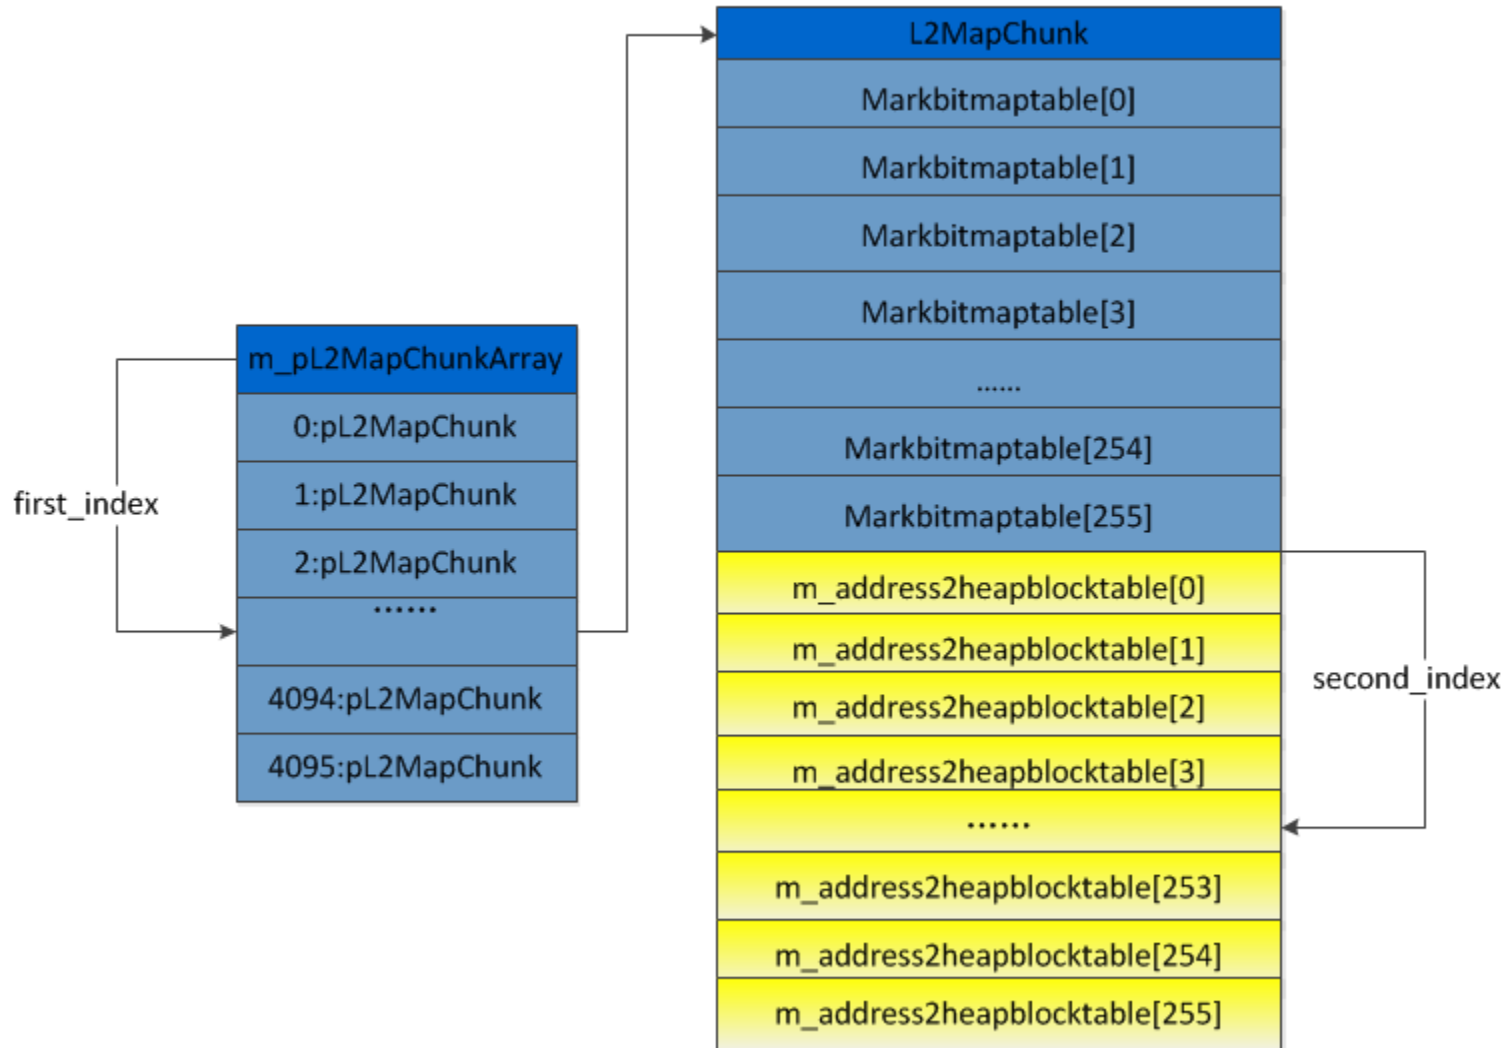 L2MapChunk
Markbitmaptable[0]
Markbitmaptable[1]
Markbitmaptable[2]
Markbitmaptable[3]
......
Markbitmaptable[254]
Markbitmaptable[255]
m_address2heapblocktable[0]
m_address2heapblocktable[1]
m_address2heapblocktable[2]
m_address2heapblocktable[3]
......
m_address2heapblocktable[253]
m_address2heapblocktable[254]
m_address2heapblocktable[255]
m_pL2MapChunkArray
0:pL2MapChunk
1:pL2MapChunk
2:pL2MapChunk
......
4094:pL2MapChunk
4095:pL2MapChunk
first_index
second_index